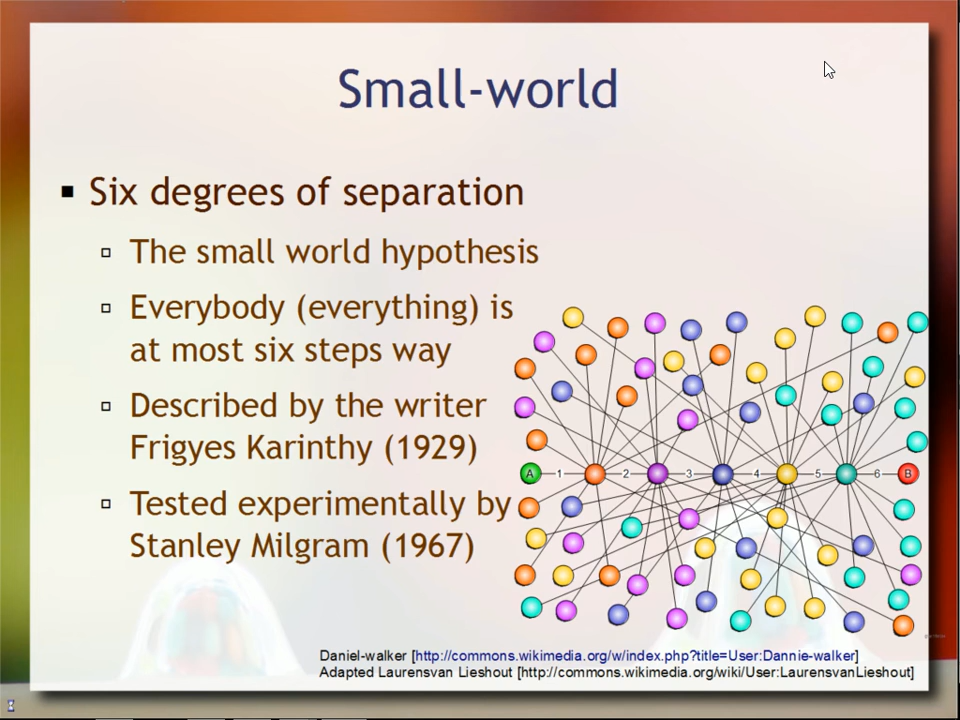 Small-world
Six degrees of separation
The small world hypothesis
Everybody (everything) is
at most six steps way
Described by the writer
Frigyes Karinthy (1929)
Tested experimentally by
Stanley Milgram (1967)
A 1 2 3 4 5 6 B
Daniel-walker [http://commons.wikimedia.org/w/index.php?title=User:Dannie-walker]
Adapted Laurensvan Lieshout [http://commons.wikimedia.org/wiki/User:LaurensvanLieshout]